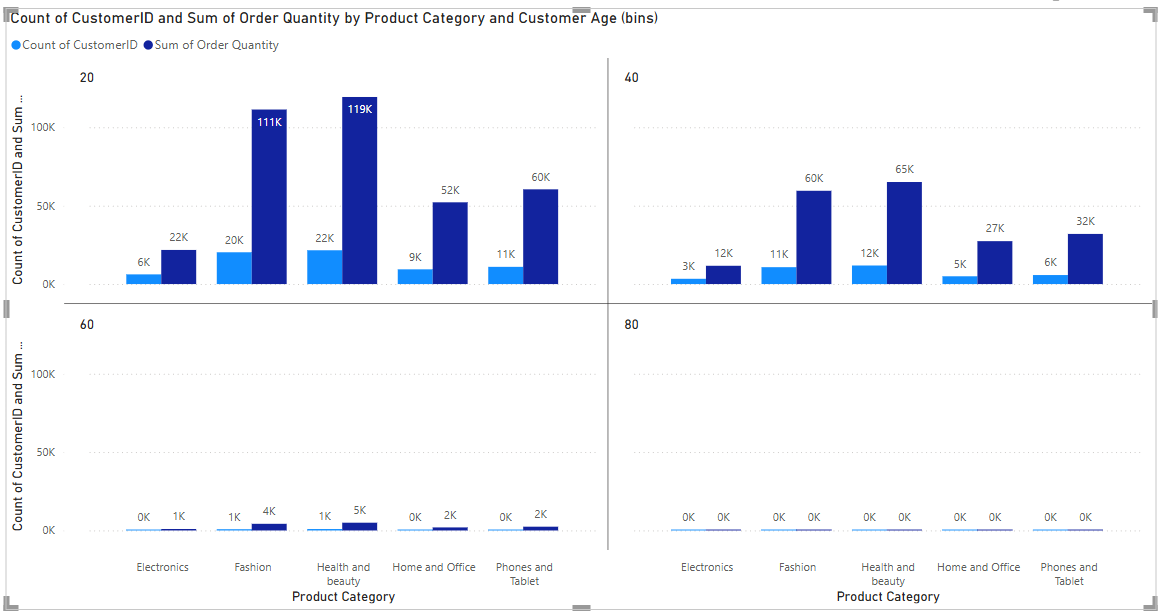 Count of CustomerID and Sum of Order Quantity by Product Category and Customer Age (bins)
Count of CustomerID Sum of Order Quantity
20
Count of CustomerID and Sum ...
100K
50K
0K
6K 22K 20K 111K 22K 119K 9K 52K 11K 60K
40
3K 12K 11K 60K 12K 65K 5K 27K 6K 32K
60
Count of CustomerID and Sum ...
100K
50K
0K
0K 1K 1K 4K 1K 5K 0K 2K 0K 2K
Electronics Fashion Health and beauty Home and Office Phones and Tablet
Product Category
80
0K 0K 0K 0K 0K 0K 0K 0K 0K 0K
Electronics Fashion Health and beauty Home and Office Phones and Tablet
Product Category